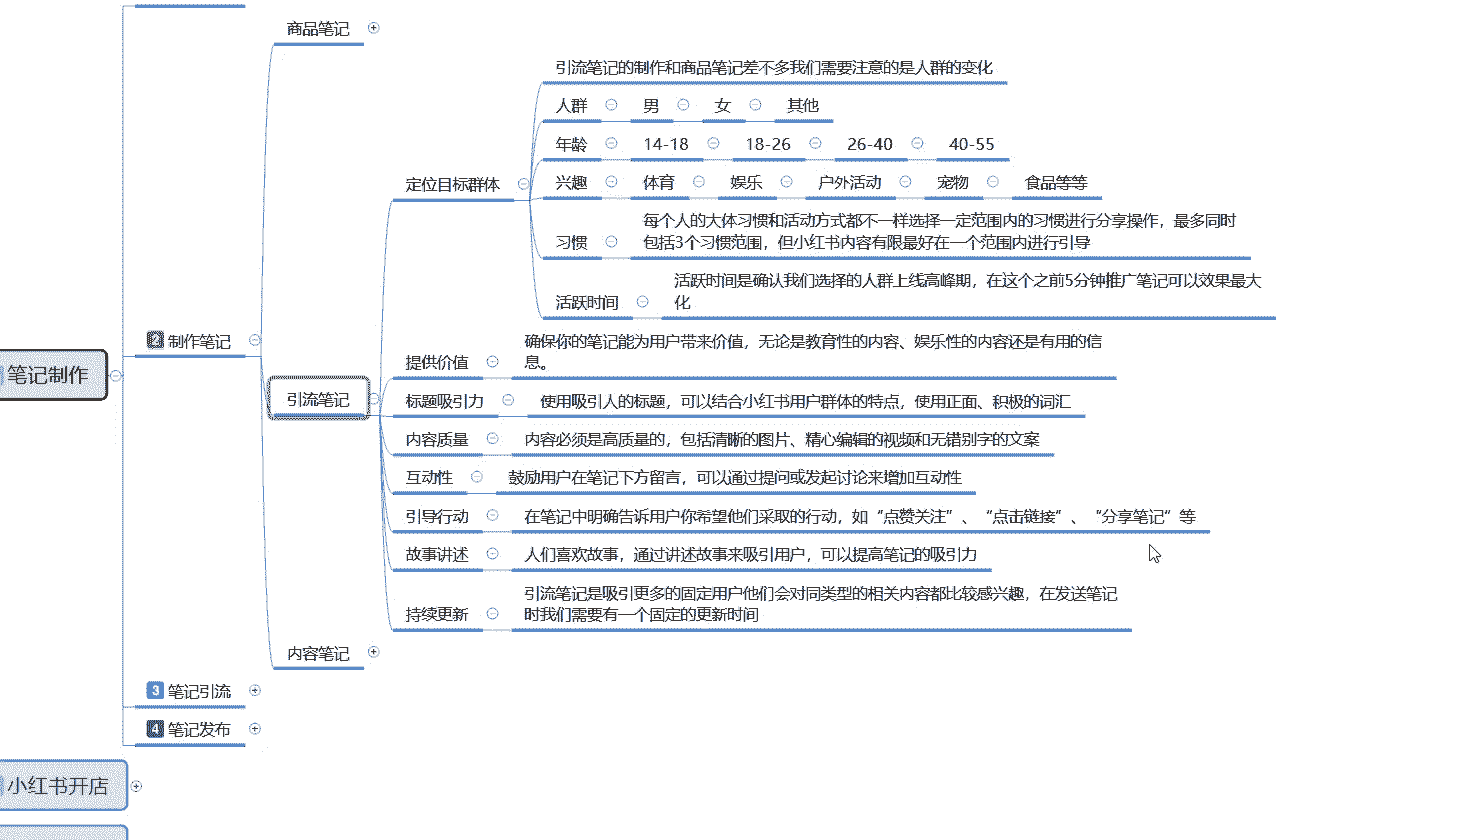 商品笔记
引流笔记的制作和商品笔记差不多我们需要注意的是人群的变化
人群 男 女 其他
年龄 14-18 18-26 26-40 40-55
定位目标群体
兴趣 体育 娱乐 户外活动 宠物 食品等等
每个人的大体习惯和活动方式都不一样选择一定范围内的习惯进行分享操作，最多同时
习惯 包括3个习惯范围，但小红书内容有限最好在一个范围内进行引导
活跃时间是确认我们选择的人群上线高峰期，在这个之前5分钟推广笔记可以效果最大
活跃时间 化
2 制作笔记
确保你的笔记能为用户带来价值，无论是教育性的内容、娱乐性的内容还是有用的信
提供价值 息。
笔记制作
引流笔记
标题吸引力 使用吸引人的标题，可以结合小红书用户群体的特点，使用正面、积极的词汇
内容质量 内容必须是高质量的，包括清晰的图片、精心编辑的视频和无错别字的文案
互动性 鼓励用户在笔记下方留言，可以通过提问或发起讨论来增加互动性
引导行动 在笔记中明确告诉用户你希望他们采取的行动，如“点赞关注”、“点击链接”、“分享笔记”等
故事讲述 人们喜欢故事，通过讲述故事来吸引用户，可以提高笔记的吸引力
引流笔记是吸引更多的固定用户他们会对同类型的相关内容都比较感兴趣，在发送笔记
持续更新 时我们需要有一个固定的更新时间
内容笔记
3 笔记引流
4 笔记发布
小红书开店